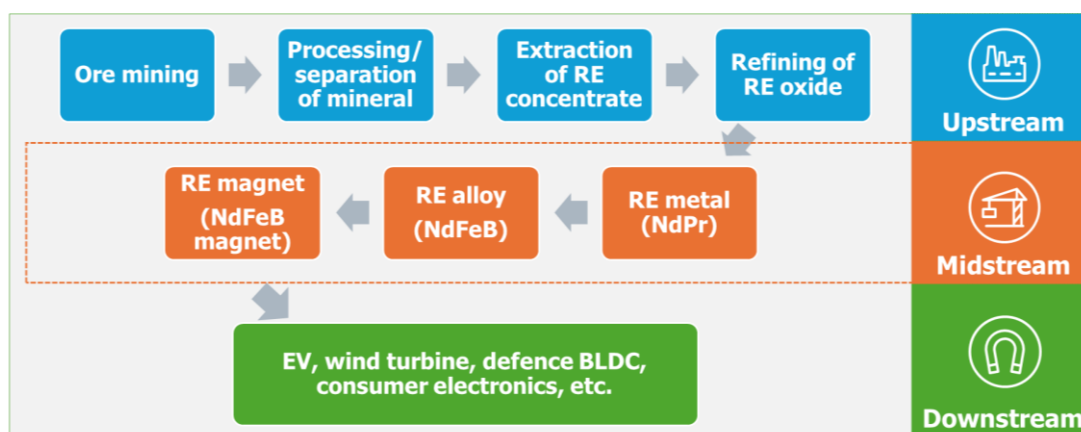 Ore mining
Processing/
separation
of mineral
Extraction
of RE
concentrate
Refining of
RE oxide
Upstream
RE magnet
(NdFeB
magnet)
RE alloy
(NdFeB)
RE metal
(NdPr)
Midstream
EV, wind turbine, defence BLDC,
consumer electronics, etc.
Downstream